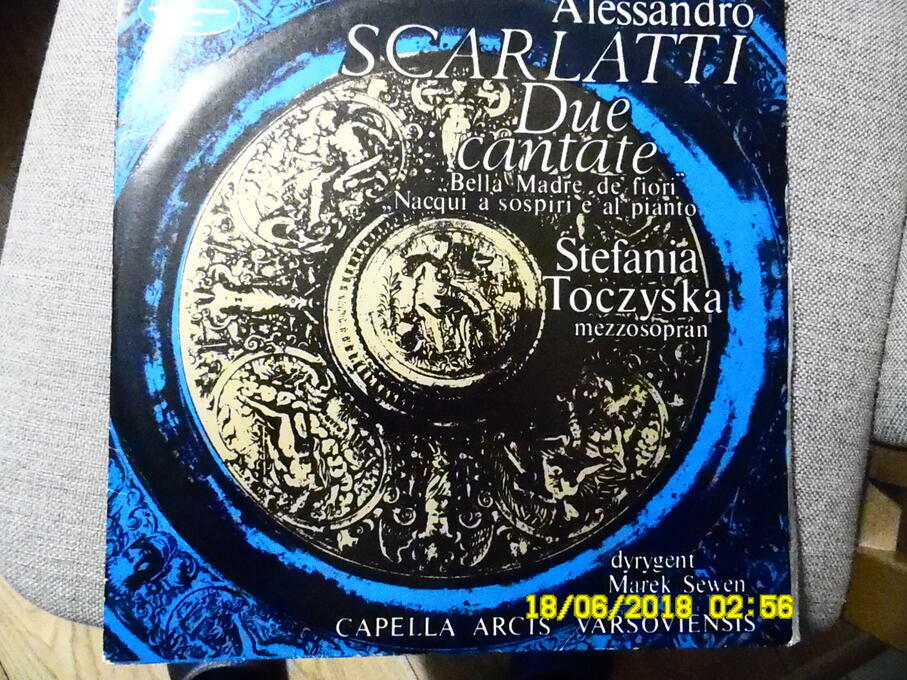 Alessandro
SCARLATTI
Due
cantate
„Bella Madre de' fiori"
„Nacqui a sospiri e al pianto"
Stefania
Toczyska
mezzosopran
dyrygent
Marek Sewen
18/06/2018 02:56
CAPELLA ARCIS VARSOVIENSIS